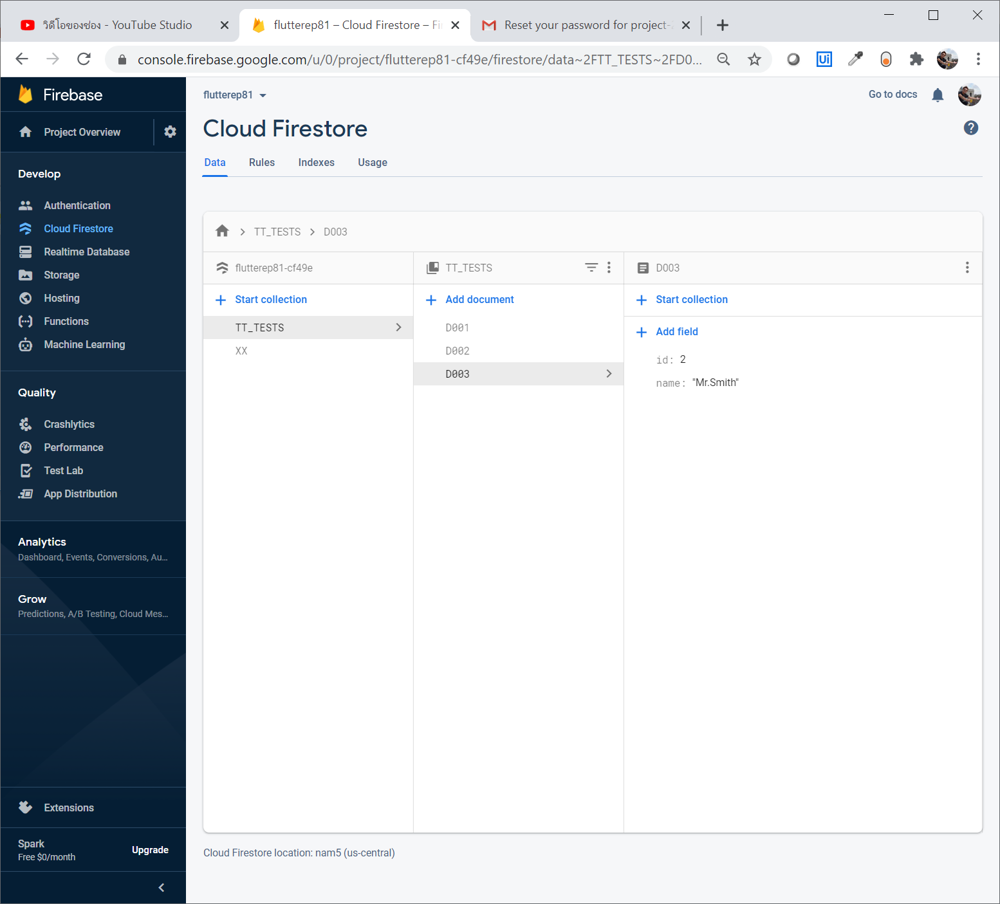 วิดีโอของช่อง - YouTube Studio
flutterep81 – Cloud Firestore – Fi
Reset your password for project-
console.firebase.google.com/u/0/project/flutterep81-cf49e/firestore/data~2FTT_TESTS~2FD0...
Ui
Firebase
Project Overview
Develop
Authentication
Cloud Firestore
Realtime Database
Storage
Hosting
Functions
Machine Learning
Quality
Crashlytics
Performance
Test Lab
App Distribution
Analytics
Dashboard, Events, Conversions, Au...
Grow
Predictions, A/B Testing, Cloud Mes...
Extensions
Spark
Free $0/month
Upgrade
flutterep81
Go to docs
Cloud Firestore
Data Rules Indexes Usage
TT_TESTS > D003
flutterep81-cf49e
Start collection
TT_TESTS
XX
TT_TESTS
Add document
D001
D002
D003
D003
Start collection
Add field
id: 2
name: "Mr.Smith"
Cloud Firestore location: nam5 (us-central)